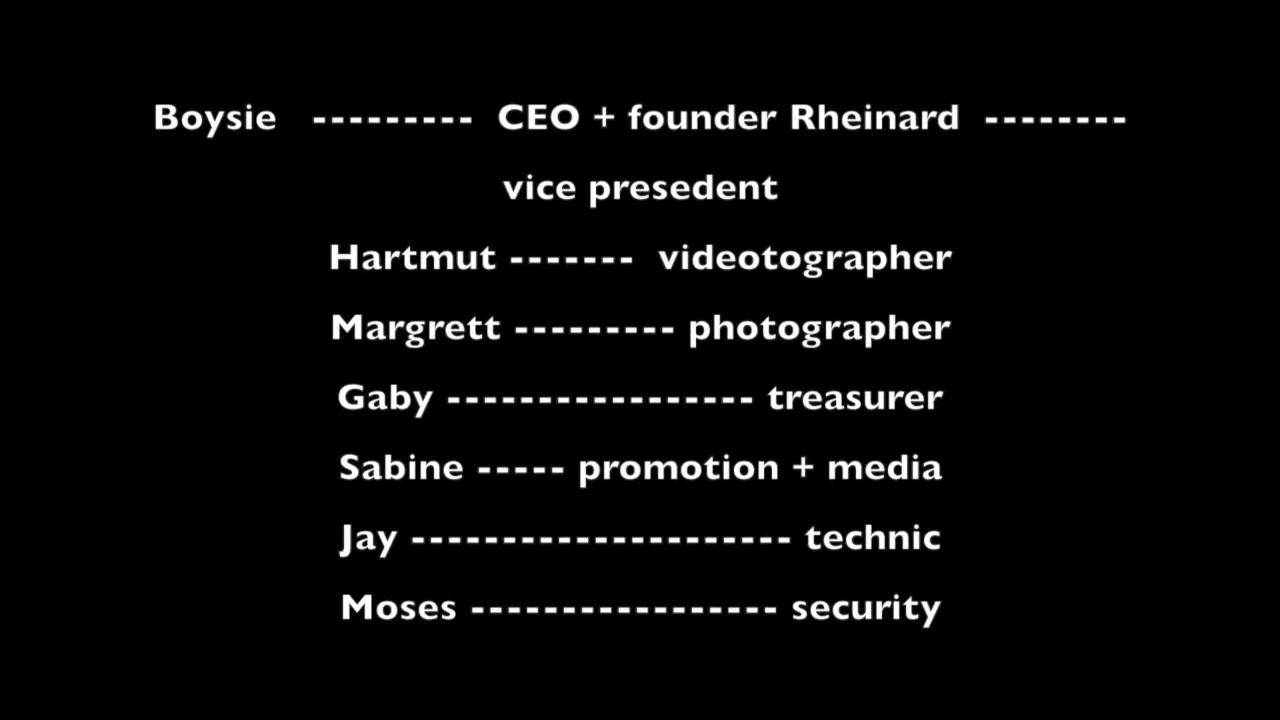 Boysie --------- CEO + founder Rheinard --------
vice presedent
Hartmut ------- videotographer
Margrett --------- photographer
Gaby ----------------- treasurer
Sabine ----- promotion + media
Jay --------------------- technic
Moses ----------------- security